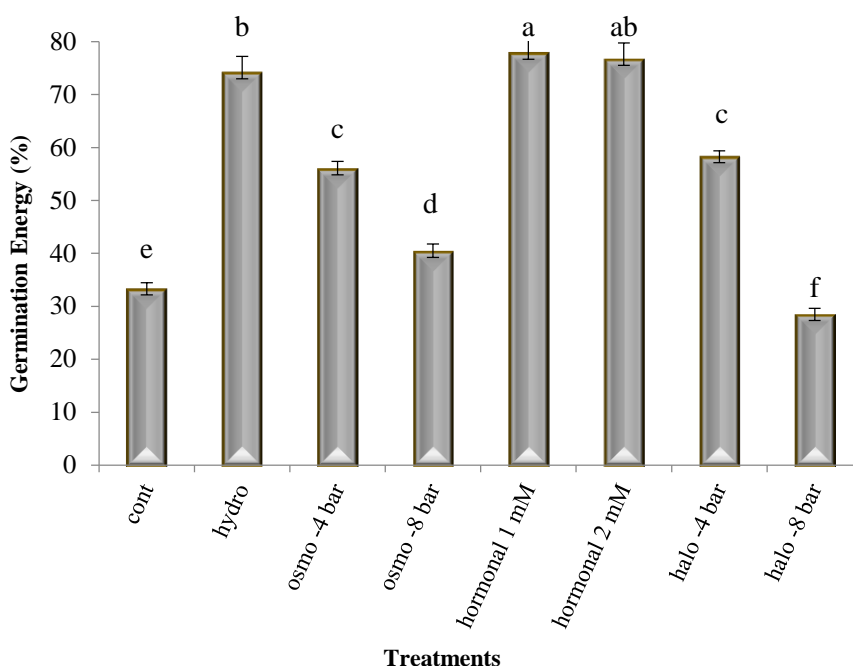 Germination Energy (%)
80
70
60
50
40
30
20
10
0
e
b
c
d
a
ab
c
f
cont
hydro
osmo -4 bar
osmo -8 bar
hormonal 1 mM
hormonal 2 mM
halo -4 bar
halo -8 bar
Treatments